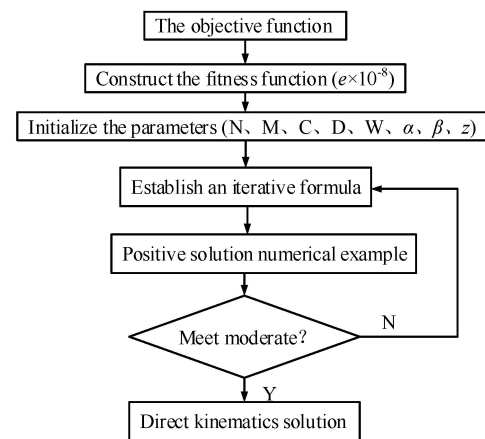 The objective function
Construct the fitness function (e×10⁻⁸)
Initialize the parameters (N、M、C、D、W、α、β、z)
Establish an iterative formula
Positive solution numerical example
Meet moderate？
N
Y
Direct kinematics solution